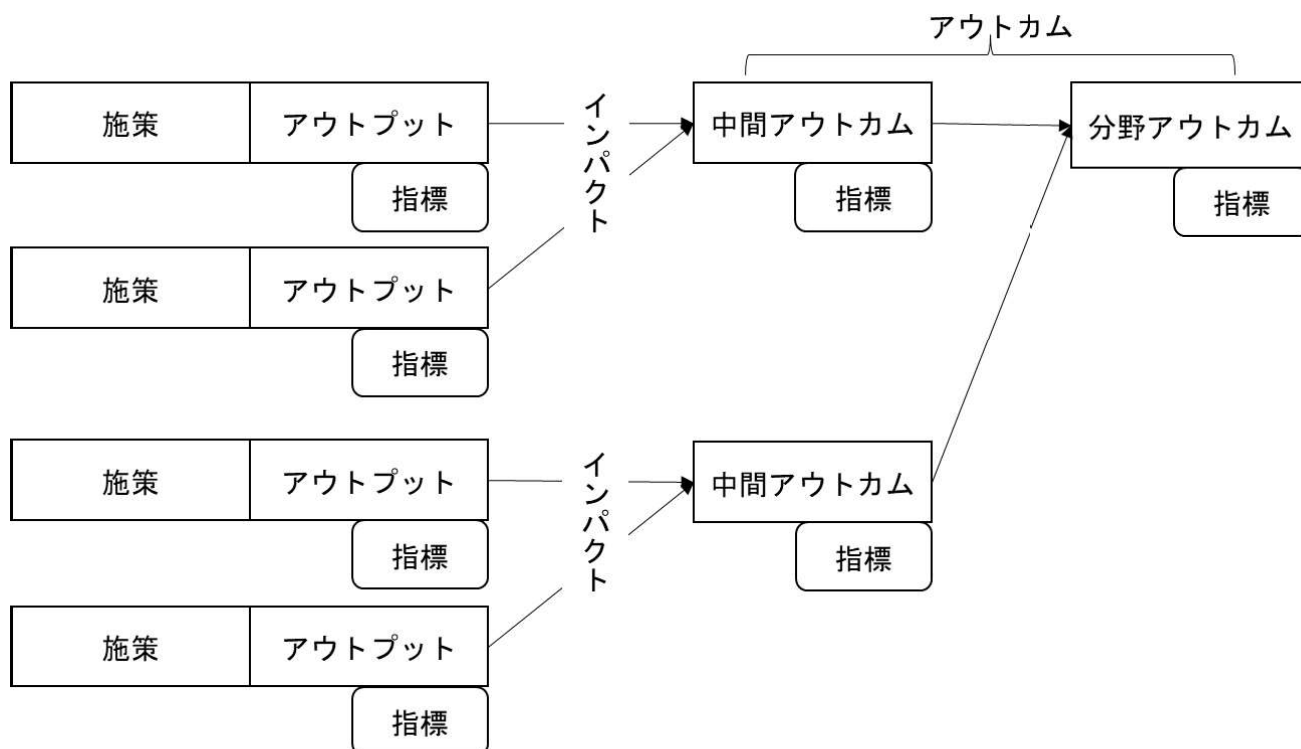 アウトカム
施策
アウトプット
インパクト
中間アウトカム
分野アウトカム
指標
指標
指標
施策
アウトプット
指標
施策
アウトプット
インパクト
中間アウトカム
指標
指標
施策
アウトプット
指標